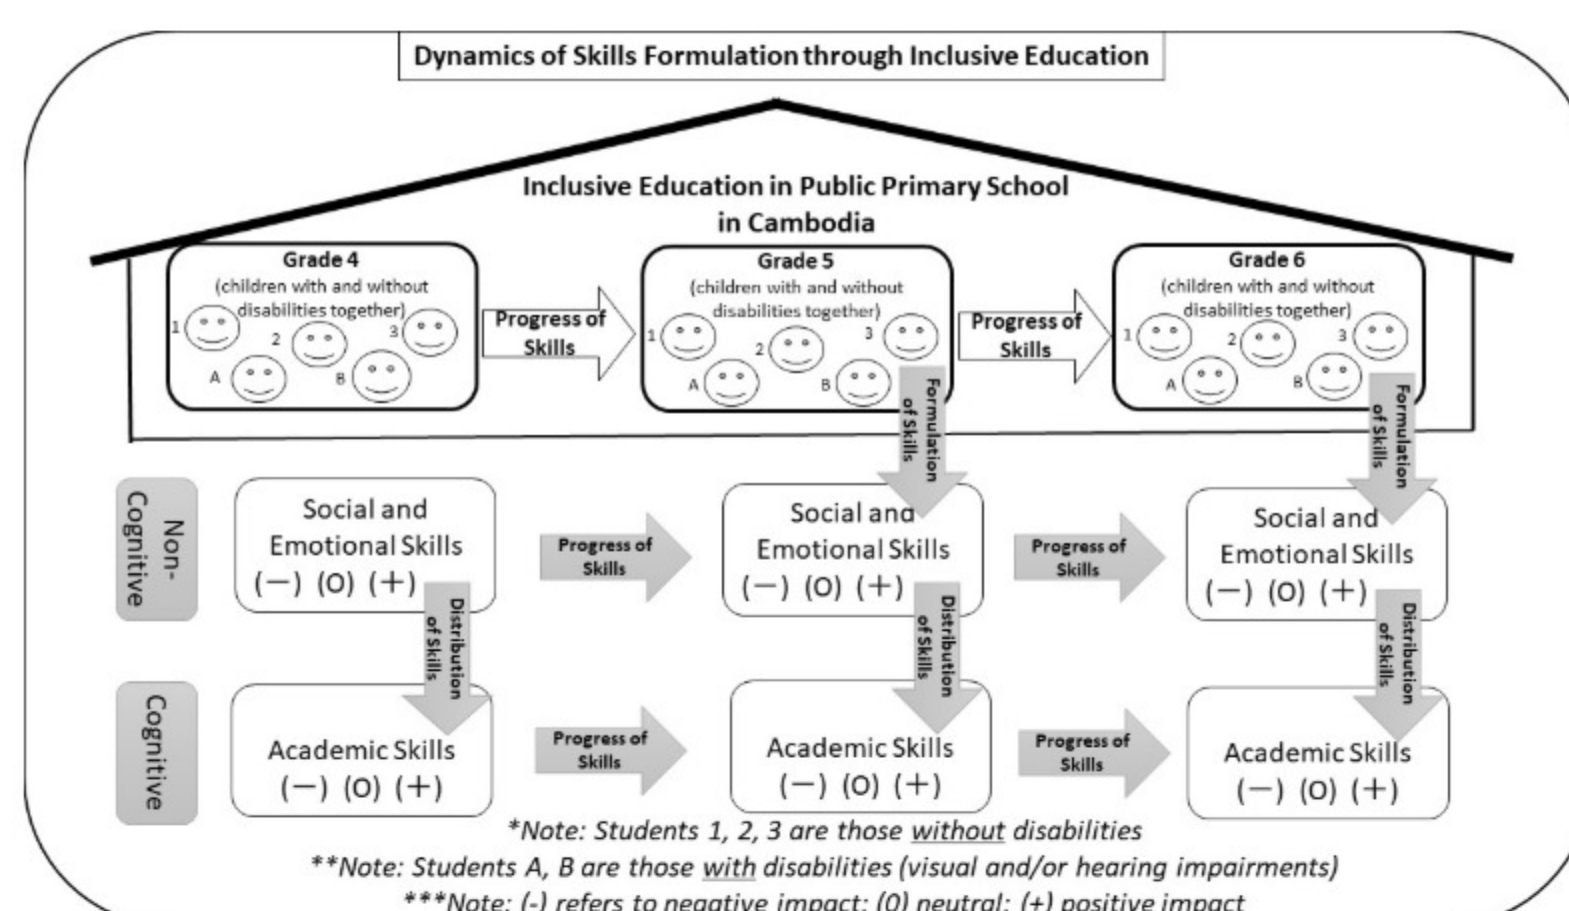 Dynamics of Skills Formulation through Inclusive Education
Inclusive Education in Public Primary School
in Cambodia
Grade 4
(children with and without
disabilities together)
1
2
3
A
B
Progress of
Skills
Grade 5
(children with and without
disabilities together)
1
2
3
A
B
Progress of
Skills
Grade 6
(children with and without
disabilities together)
1
2
3
A
B
Formulation
of Skills
Formulation
of Skills
Non-
Cognitive
Social and
Emotional Skills
(−) (0) (+)
Progress of
Skills
Social and
Emotional Skills
(−) (0) (+)
Progress of
Skills
Social and
Emotional Skills
(−) (0) (+)
Distribution
of Skills
Distribution
of Skills
Distribution
of Skills
Cognitive
Academic Skills
(−) (0) (+)
Progress of
Skills
Academic Skills
(−) (0) (+)
Progress of
Skills
Academic Skills
(−) (0) (+)
*Note: Students 1, 2, 3 are those without disabilities
**Note: Students A, B are those with disabilities (visual and/or hearing impairments)
***Note: (-) refers to negative impact; (0) neutral; (+) positive impact